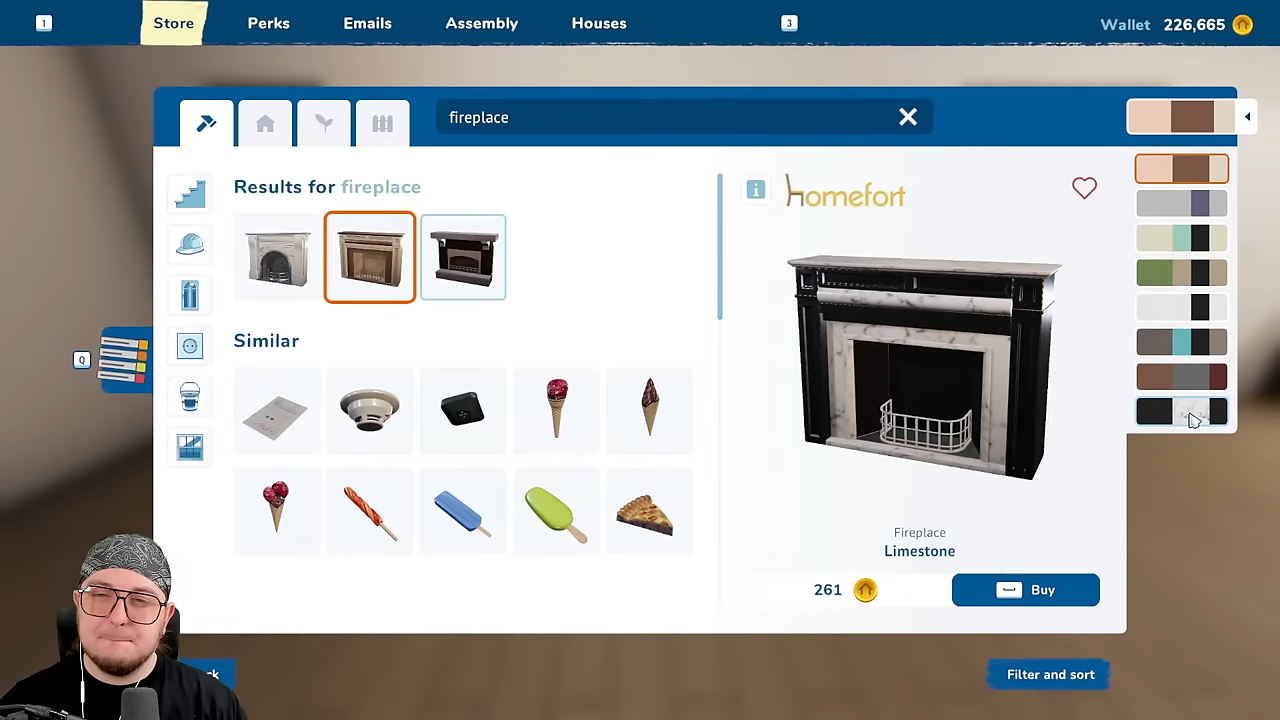 1
Store
Perks
Emails
Assembly
Houses
3
Wallet 226,665
fireplace
Results for fireplace
homefort
Similar
Q
Fireplace
Limestone
261
Buy
ck
Filter and sort